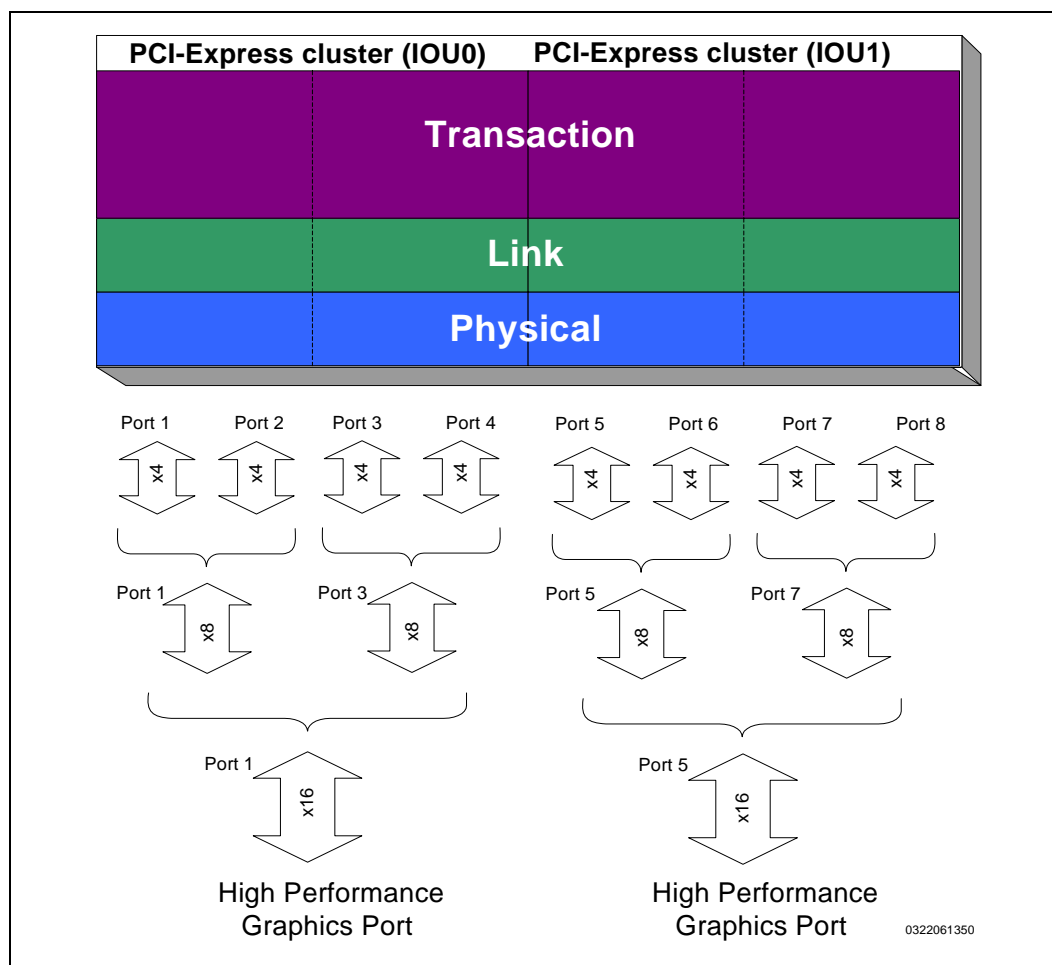 PCI-Express cluster (IOU0) PCI-Express cluster (IOU1)
Transaction
Link
Physical
Port 1 Port 2 Port 3 Port 4 Port 5 Port 6 Port 7 Port 8
x4 x4 x4 x4 x4 x4 x4 x4
Port 1 Port 3 Port 5 Port 7
x8 x8 x8 x8
Port 1 Port 5
x16 x16
High Performance High Performance
Graphics Port Graphics Port
0322061350